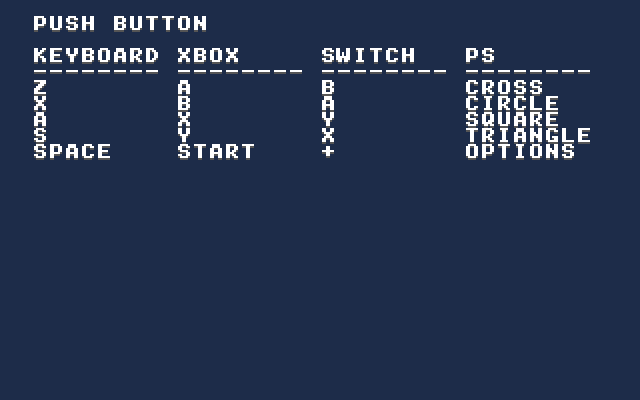 PUSH BUTTON
KEYBOARD XBOX SWITCH PS
-------- -------- -------- --------
Z A B CROSS
X B A CIRCLE
A X Y SQUARE
S Y X TRIANGLE
SPACE START + OPTIONS